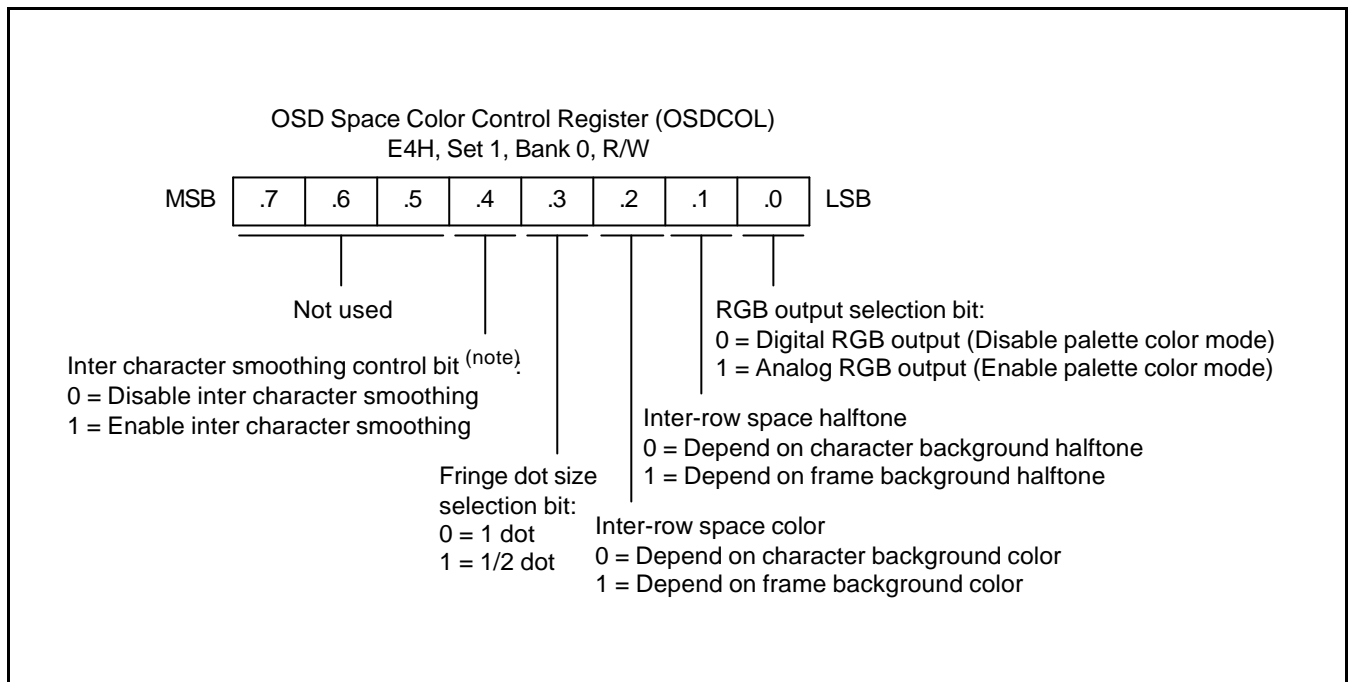 OSD Space Color Control Register (OSDCOL)
E4H, Set 1, Bank 0, R/W
MSB .7 .6 .5 .4 .3 .2 .1 .0 LSB
Not used
Inter character smoothing control bit (note):
0 = Disable inter character smoothing
1 = Enable inter character smoothing
Fringe dot size
selection bit:
0 = 1 dot
1 = 1/2 dot
Inter-row space color
0 = Depend on character background color
1 = Depend on frame background color
Inter-row space halftone
0 = Depend on character background halftone
1 = Depend on frame background halftone
RGB output selection bit:
0 = Digital RGB output (Disable palette color mode)
1 = Analog RGB output (Enable palette color mode)